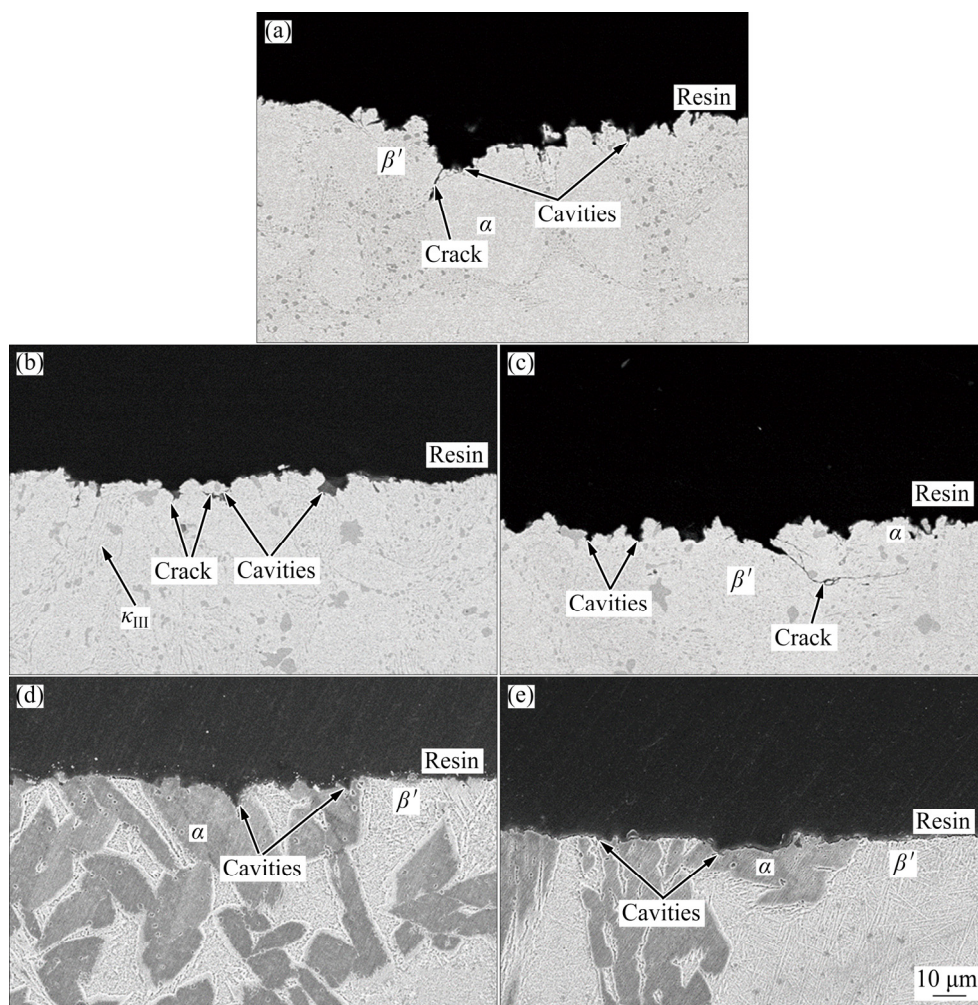 (a)
Resin
β′
Cavities
α
Crack
(b)
Resin
Crack
Cavities
κIII
(c)
Resin
α
β′
Cavities
Crack
(d)
Resin
β′
α
Cavities
(e)
Resin
α
β′
Cavities
10 μm